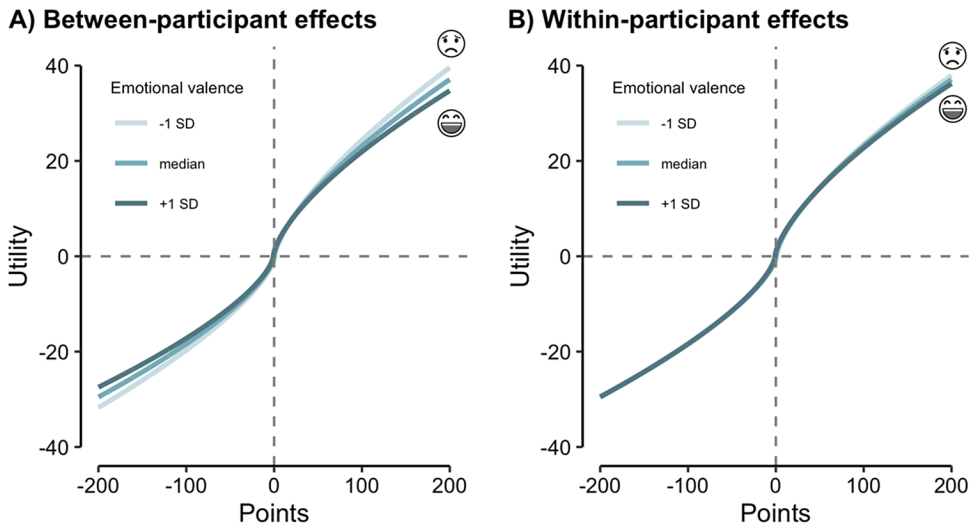 A) Between-participant effects
Emotional valence
-1 SD
median
+1 SD
Utility
40
20
0
-20
-40
-200
-100
0
100
200
Points
B) Within-participant effects
Emotional valence
-1 SD
median
+1 SD
Utility
40
20
0
-20
-40
-200
-100
0
100
200
Points